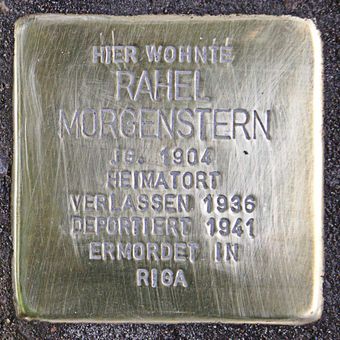 HIER WOHNTE
RAHEL
MORGENSTERN
JG. 1904
HEIMATORT
VERLASSEN 1936
DEPORTIERT 1941
ERMORDET IN
RIGA